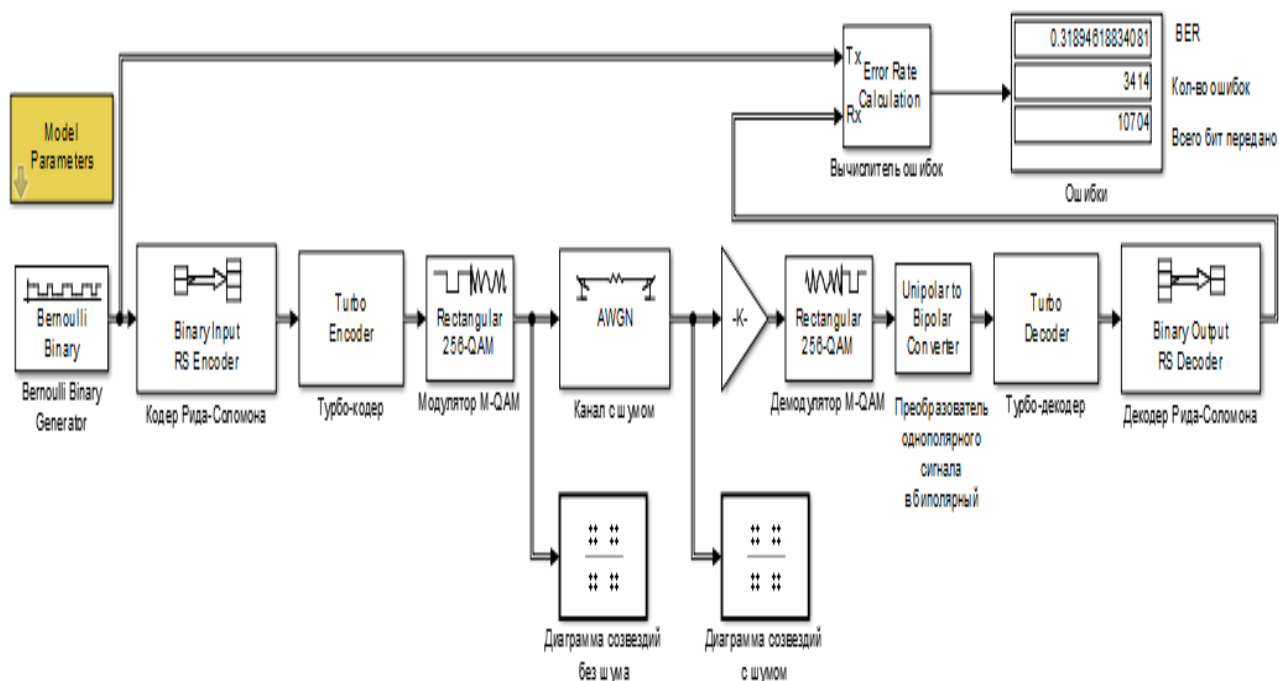 0.31894618834081
BER
3414
Кол-во ошибок
10704
Всего бит передано
Ошибки
Tx
Error Rate
Calculation
Rx
Вычислитель ошибок
Model
Parameters
Bernoulli
Binary
Bernoulli Binary
Generator
Binary Input
RS Encoder
Кодер Рида-Соломона
Turbo
Encoder
Турбо-кодер
Rectangular
256-QAM
Модулятор M-QAM
AWGN
Канал с шумом
-K-
Rectangular
256-QAM
Демодулятор M-QAM
Unipolar to
Bipolar
Converter
Преобразователь
однополярного
сигнала
в биполярный
Turbo
Decoder
Турбо-декодер
Binary Output
RS Decoder
Декодер Рида-Соломона
Диаграмма созвездий
без шума
Диаграмма созвездий
с шумом